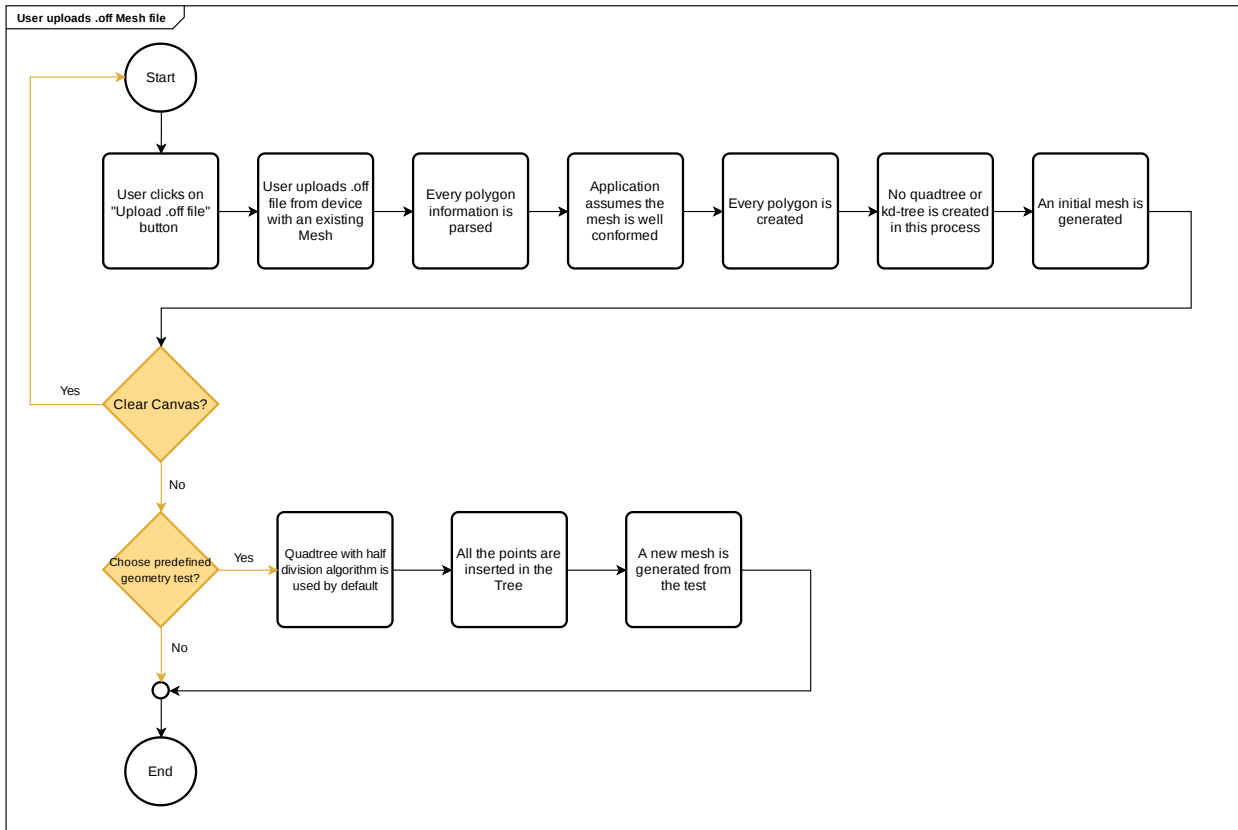 User uploads .off Mesh file
Start
User clicks on
"Upload .off file"
button
User uploads .off
file from device
with an existing
Mesh
Every polygon
information is
parsed
Application
assumes the
mesh is well
conformed
Every polygon is
created
No quadtree or
kd-tree is created
in this process
An initial mesh is
generated
Yes
Clear Canvas?
No
Choose predefined
geometry test?
Yes
Quadtree with half
division algorithm is
used by default
All the points are
inserted in the
Tree
A new mesh is
generated from
the test
No
End